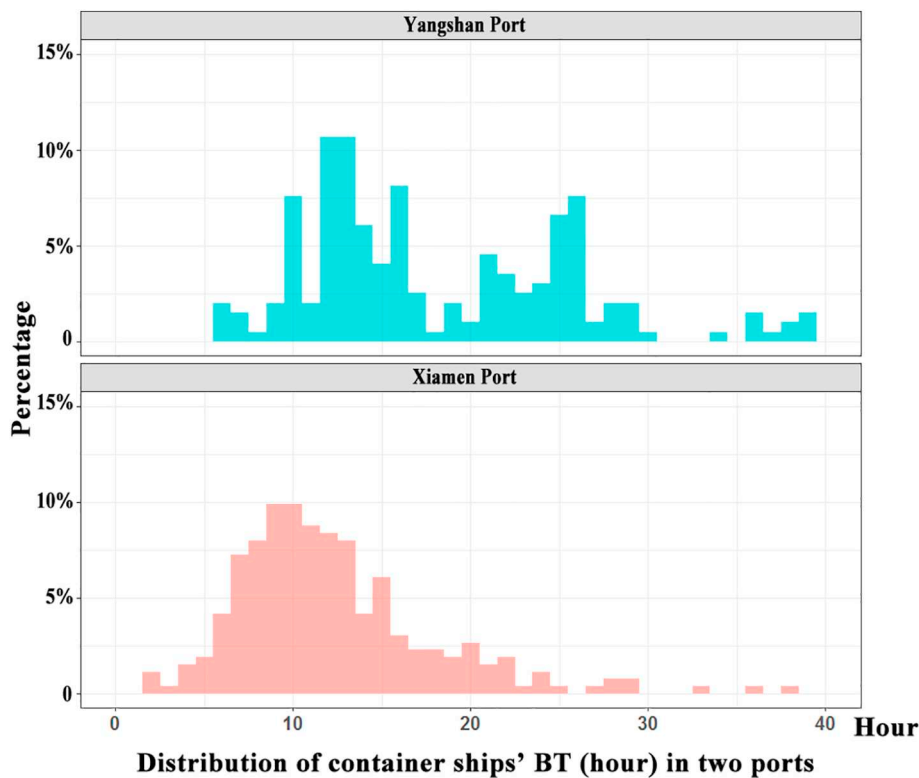 Yangshan Port
15%
10%
5%
0
Percentage
Xiamen Port
15%
10%
5%
0
0 10 20 30 40 Hour
Distribution of container ships’ BT (hour) in two ports